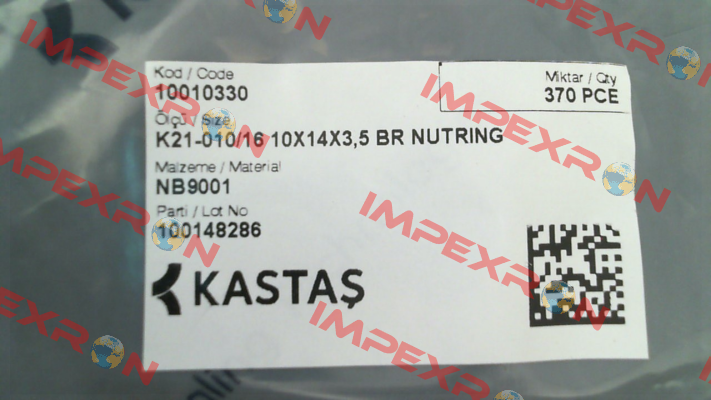 Kod / Code
10010330
Miktar / Qty
370 PCE
Ölçü / Size
K21-010/16 10X14X3,5 BR NUTRING
Malzeme / Material
NB9001
Parti / Lot No
100148286
KASTAŞ
IMPEXRON
IMPEXRON
IMPEXRON
IMPEXRON
IMPEXRON
IMPEXRON